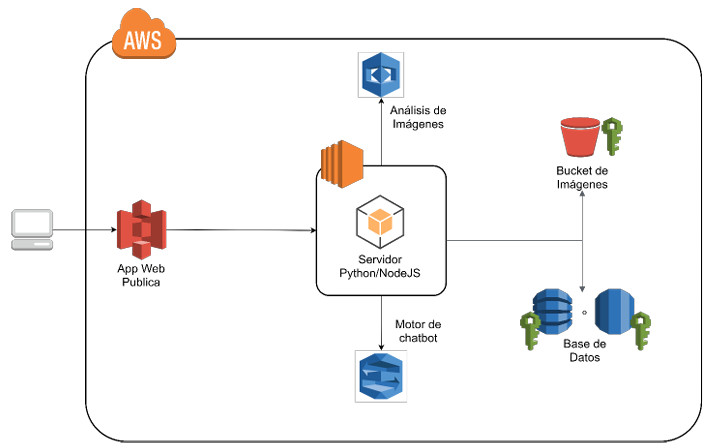 AWS
Análisis de
Imágenes
Bucket de
Imágenes
App Web
Publica
Servidor
Python/NodeJS
Motor de
chatbot
o
Base de
Datos